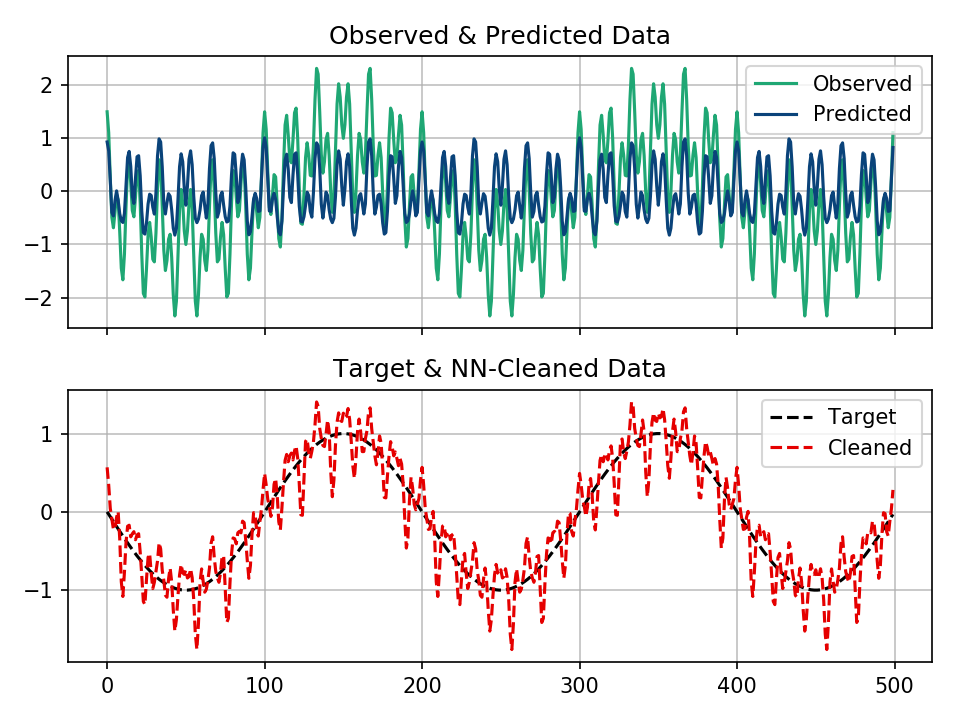 Observed & Predicted Data
2
1
0
−1
−2
Observed
Predicted
Target & NN-Cleaned Data
1
0
−1
Target
Cleaned
0 100 200 300 400 500